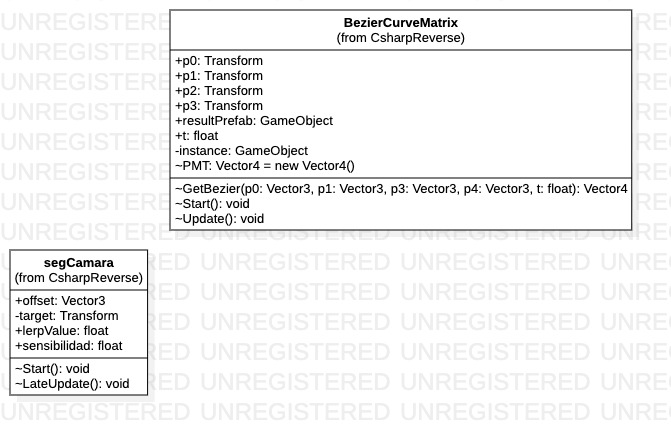 BezierCurveMatrix
(from CsharpReverse)
+p0: Transform
+p1: Transform
+p2: Transform
+p3: Transform
+resultPrefab: GameObject
+t: float
-instance: GameObject
~PMT: Vector4 = new Vector4()
~GetBezier(p0: Vector3, p1: Vector3, p3: Vector3, p4: Vector3, t: float): Vector4
~Start(): void
~Update(): void
segCamara
(from CsharpReverse)
+offset: Vector3
-target: Transform
+lerpValue: float
+sensibilidad: float
~Start(): void
~LateUpdate(): void
UNREGISTERED UNREGISTERED UNREGISTERED UNREGISTERED